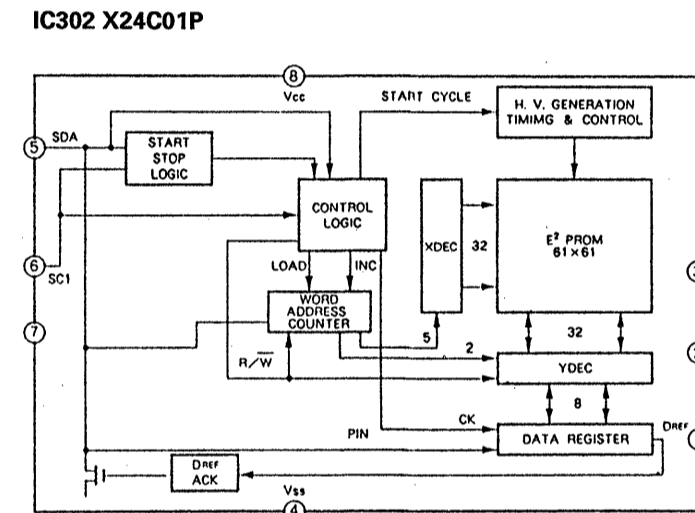 IC302 X24C01P
8
Vcc
START CYCLE
H. V. GENERATION
TIMIMG & CONTROL
5
SDA
START
STOP
LOGIC
CONTROL
LOGIC
XDEC
32
E² PROM
61×61
6
SC1
LOAD
INC
WORD
ADDRESS
COUNTER
7
5
2
32
R/W̅
YDEC
8
CK
PIN
DREF
DATA REGISTER
DREF
ACK
Vss
4